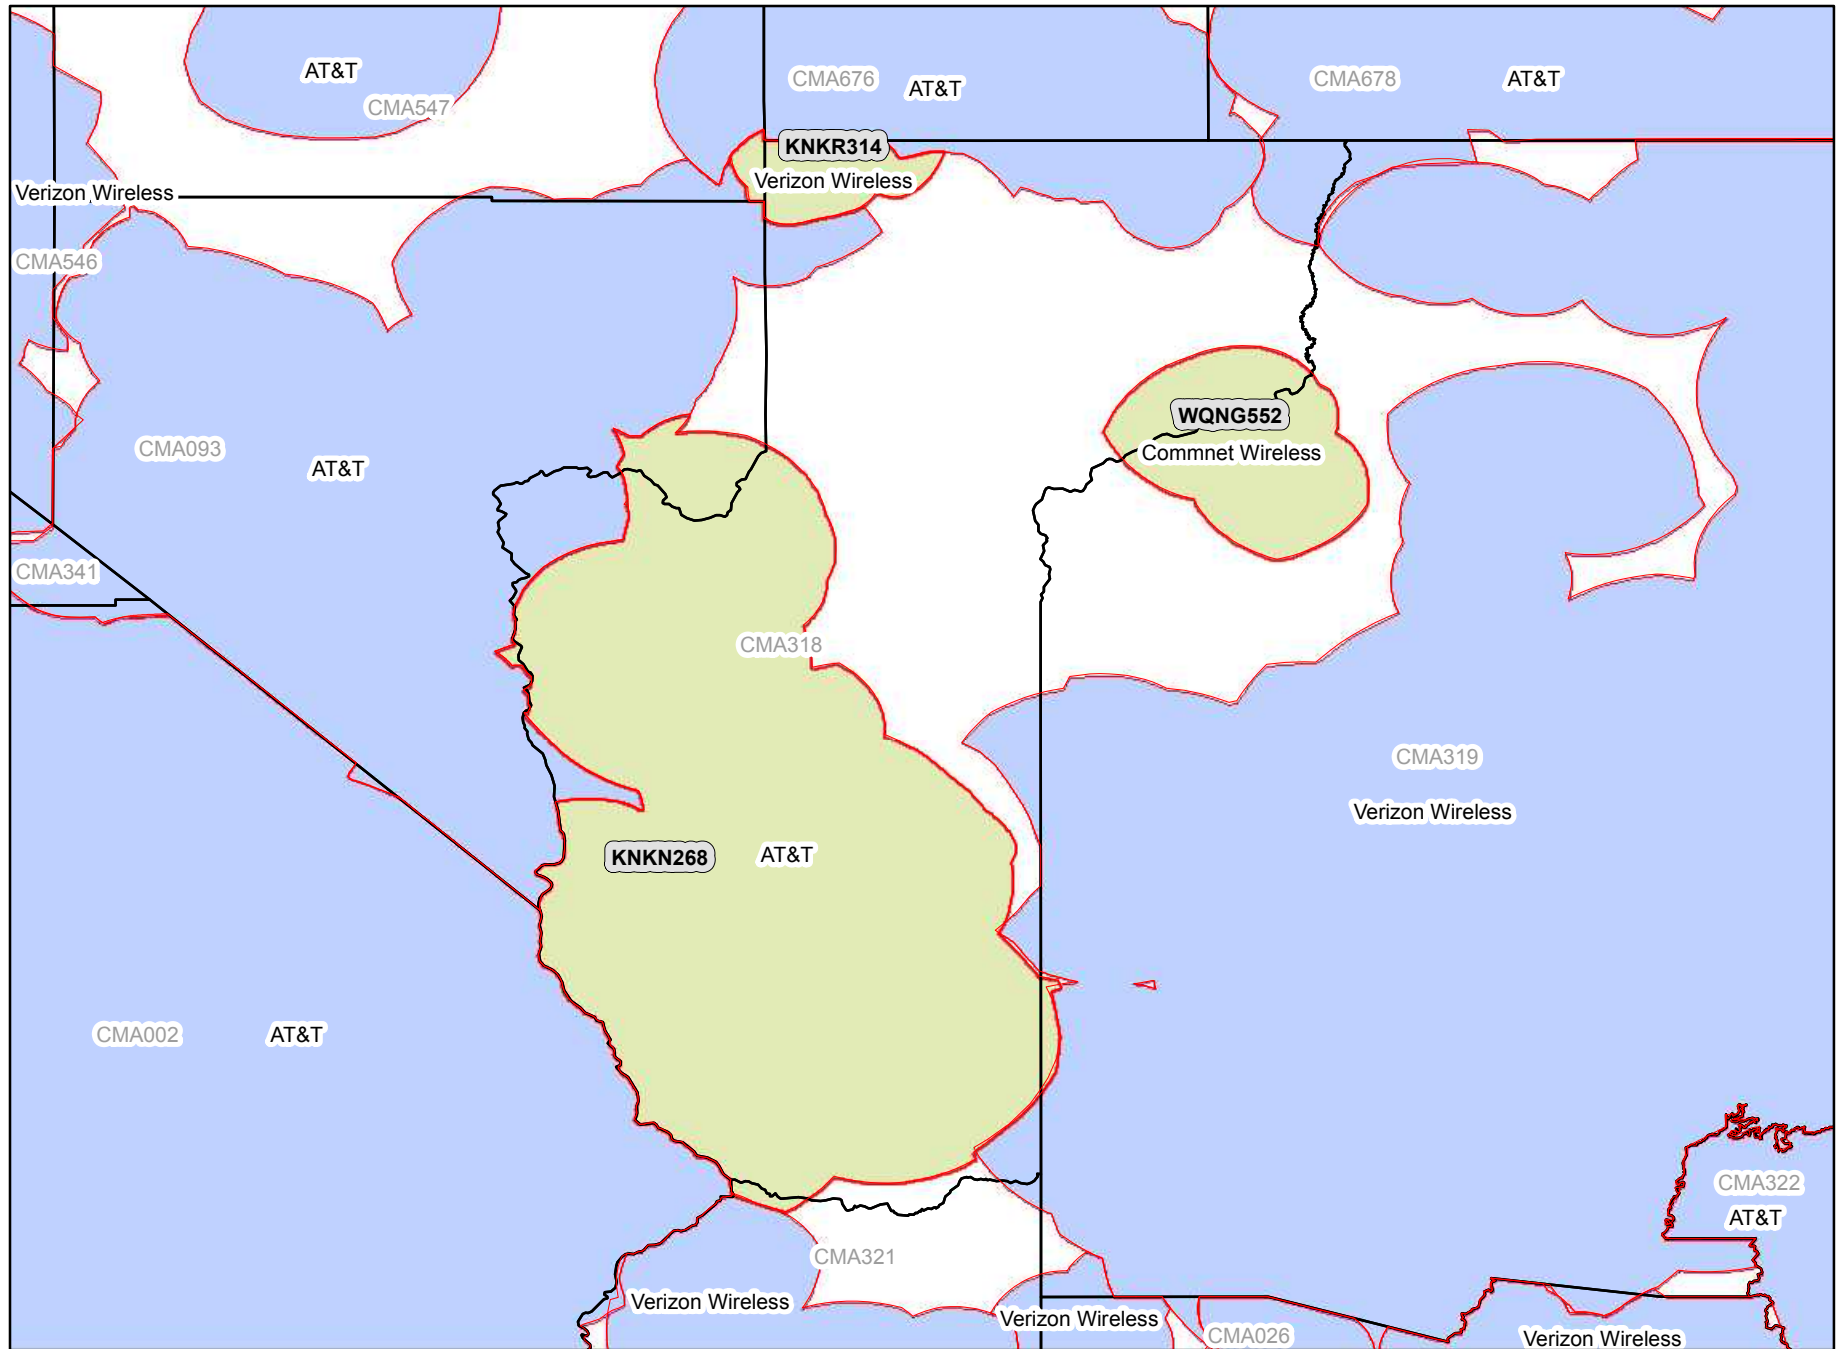 AT&T
CMA547
CMA676
AT&T
CMA678
AT&T
KNKR314
Verizon Wireless
Verizon Wireless
CMA546
CMA093
AT&T
WQNG552
Commnet Wireless
CMA341
CMA318
CMA319
Verizon Wireless
KNKN268
AT&T
CMA002
AT&T
CMA322
AT&T
CMA321
Verizon Wireless
Verizon Wireless
CMA026
Verizon Wireless